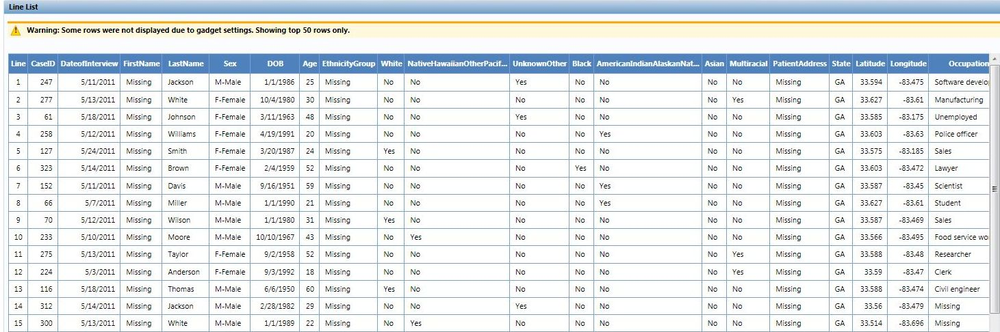 Line List
Warning: Some rows were not displayed due to gadget settings. Showing top 50 rows only.
Line CaseID DateofInterview FirstName LastName Sex DOB Age EthnicityGroup White NativeHawaiianOtherPacif... UnknownOther Black AmericanIndianAlaskanNat... Asian Multiracial PatientAddress State Latitude Longitude Occupation
1 247 5/11/2011 Missing Jackson M-Male 1/1/1986 25 Missing No No Yes No No No No Missing GA 33.594 -83.475 Software develop
2 277 5/13/2011 Missing White F-Female 10/4/1980 30 Missing No No No No No No Yes Missing GA 33.627 -83.61 Manufacturing
3 61 5/18/2011 Missing Johnson F-Female 3/11/1963 48 Missing No No Yes No No No No Missing GA 33.585 -83.175 Unemployed
4 258 5/12/2011 Missing Williams F-Female 4/19/1991 20 Missing No No No No Yes No No Missing GA 33.603 -83.63 Police officer
5 127 5/24/2011 Missing Smith F-Female 3/20/1987 24 Missing Yes No No No No No No Missing GA 33.575 -83.185 Sales
6 323 5/14/2011 Missing Brown F-Female 2/4/1959 52 Missing No No No Yes No No No Missing GA 33.603 -83.472 Lawyer
7 152 5/11/2011 Missing Davis M-Male 9/16/1951 59 Missing No No No No Yes No No Missing GA 33.587 -83.45 Scientist
8 66 5/7/2011 Missing Miller M-Male 1/1/1990 21 Missing No No No No Yes No No Missing GA 33.627 -83.61 Student
9 70 5/12/2011 Missing Wilson M-Male 1/1/1980 31 Missing Yes No No No No No No Missing GA 33.587 -83.469 Sales
10 233 5/10/2011 Missing Moore M-Male 10/10/1967 43 Missing No Yes No No No No No Missing GA 33.566 -83.495 Food service wo
11 275 5/13/2011 Missing Taylor F-Female 9/2/1958 52 Missing No No No No No No Yes Missing GA 33.588 -83.48 Researcher
12 224 5/3/2011 Missing Anderson F-Female 9/3/1992 18 Missing No No No No No No Yes Missing GA 33.59 -83.47 Clerk
13 116 5/18/2011 Missing Thomas M-Male 6/6/1950 60 Missing Yes No No No No No No Missing GA 33.588 -83.474 Civil engineer
14 312 5/14/2011 Missing Jackson M-Male 2/28/1982 29 Missing No No Yes No No No No Missing GA 33.56 -83.479 Missing
15 300 5/13/2011 Missing White M-Male 1/1/1989 22 Missing No Yes No No No No No Missing GA 33.514 -83.696 Missing